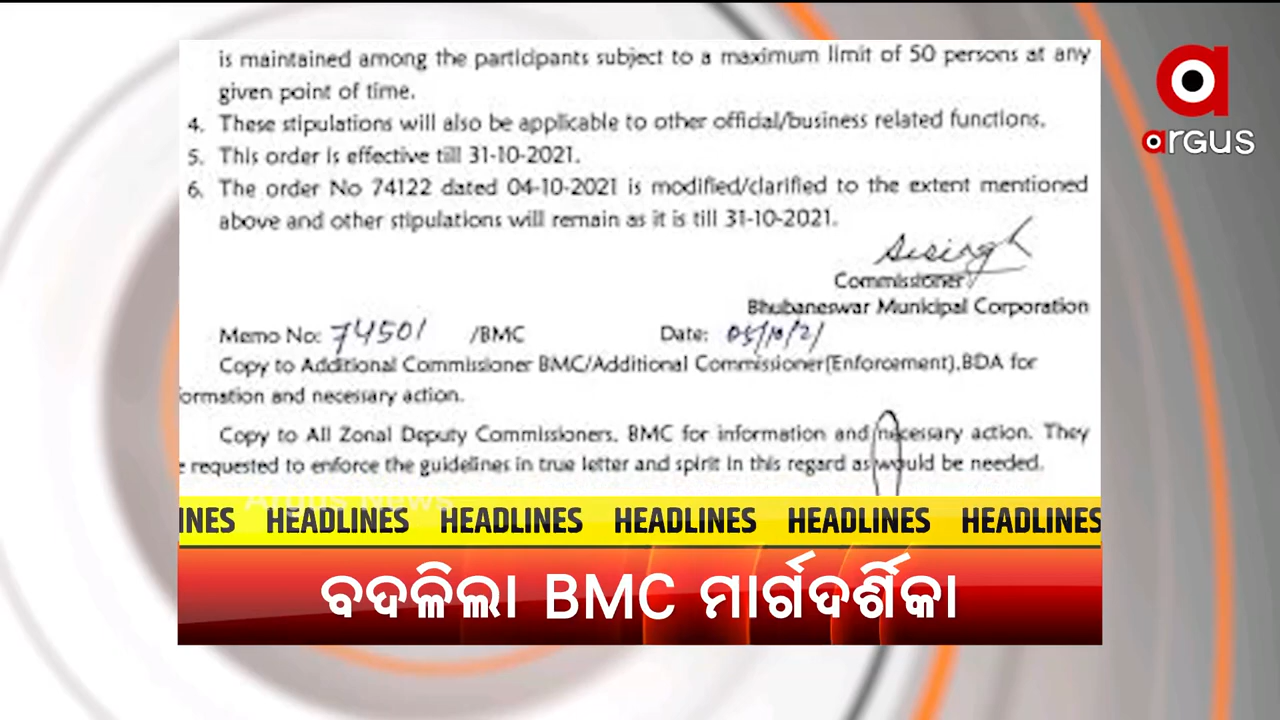 is maintained among the participants subject to a maximum limit of 50 persons at any
given point of time.
4. These stipulations will also be applicable to other official/business related functions.
5. This order is effective till 31-10-2021.
6. The order No 74122 dated 04-10-2021 is modified/clarified to the extent mentioned
above and other stipulations will remain as it is till 31-10-2021.
Commissioner
Bhubaneswar Municipal Corporation
Memo No: 74501 /BMC Date: 05/10/21
Copy to Additional Commissioner BMC/Additional Commissioner(Enforcement),BDA for
ormation and necessary action.
Copy to All Zonal Deputy Commissioners, BMC for information and necessary action. They
e requested to enforce the guidelines in true letter and spirit in this regard as would be needed.
argus
Argus News
INES HEADLINES HEADLINES HEADLINES HEADLINES HEADLINES
ବଦଳିଲା BMC ମାର୍ଗଦର୍ଶିକା